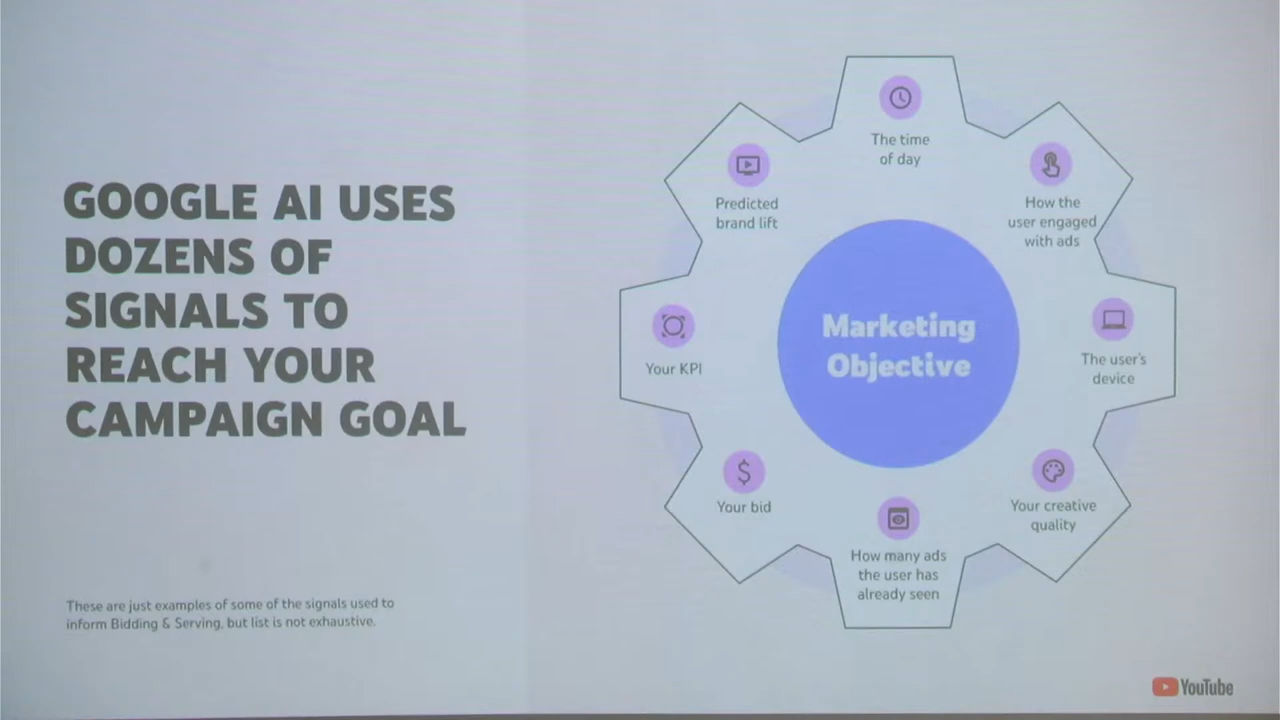 GOOGLE AI USES
DOZENS OF
SIGNALS TO
REACH YOUR
CAMPAIGN GOAL
These are just examples of some of the signals used to
inform Bidding & Serving, but list is not exhaustive.
The time
of day
How the
user engaged
with ads
The user's
device
Your creative
quality
How many ads
the user has
already seen
Your bid
Your KPI
Predicted
brand lift
Marketing
Objective
YouTube